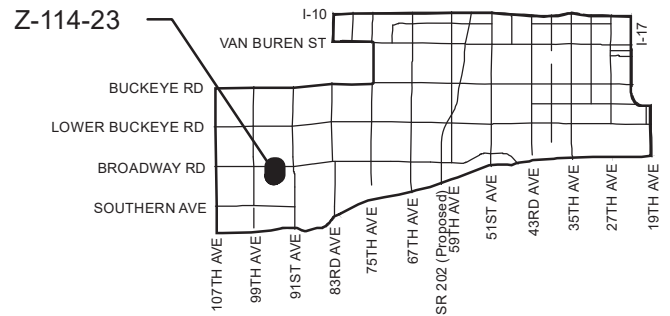 Z-114-23
I-10
VAN BUREN ST
I-17
BUCKEYE RD
LOWER BUCKEYE RD
BROADWAY RD
SOUTHERN AVE
107TH AVE
99TH AVE
91ST AVE
83RD AVE
75TH AVE
67TH AVE
SR 202 (Proposed)
59TH AVE
51ST AVE
43RD AVE
35TH AVE
27TH AVE
19TH AVE